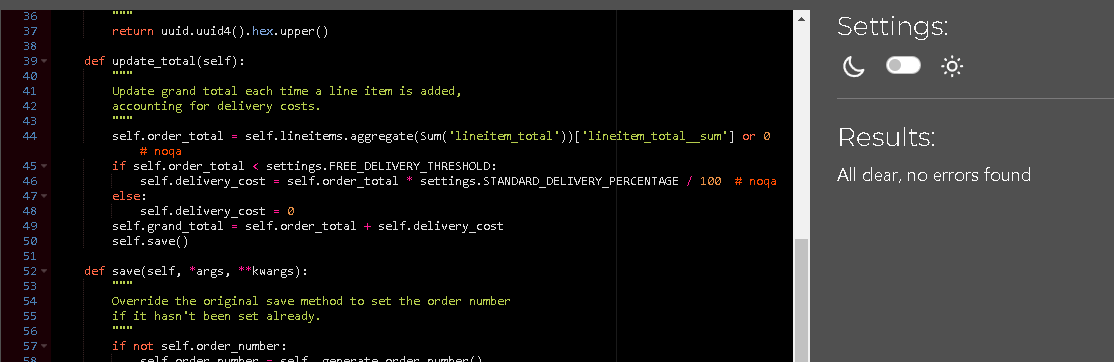 36 """
37 return uuid.uuid4().hex.upper()
38
39 def update_total(self):
40 """
41 Update grand total each time a line item is added,
42 accounting for delivery costs.
43 """
44 self.order_total = self.lineitems.aggregate(Sum('lineitem_total'))['lineitem_total__sum'] or 0
# noqa
45 if self.order_total < settings.FREE_DELIVERY_THRESHOLD:
46 self.delivery_cost = self.order_total * settings.STANDARD_DELIVERY_PERCENTAGE / 100  # noqa
47 else:
48 self.delivery_cost = 0
49 self.grand_total = self.order_total + self.delivery_cost
50 self.save()
51
52 def save(self, *args, **kwargs):
53 """
54 Override the original save method to set the order number
55 if it hasn't been set already.
56 """
57 if not self.order_number:
58 self.order_number = self._generate_order_number()
Settings:
Results:
All clear, no errors found